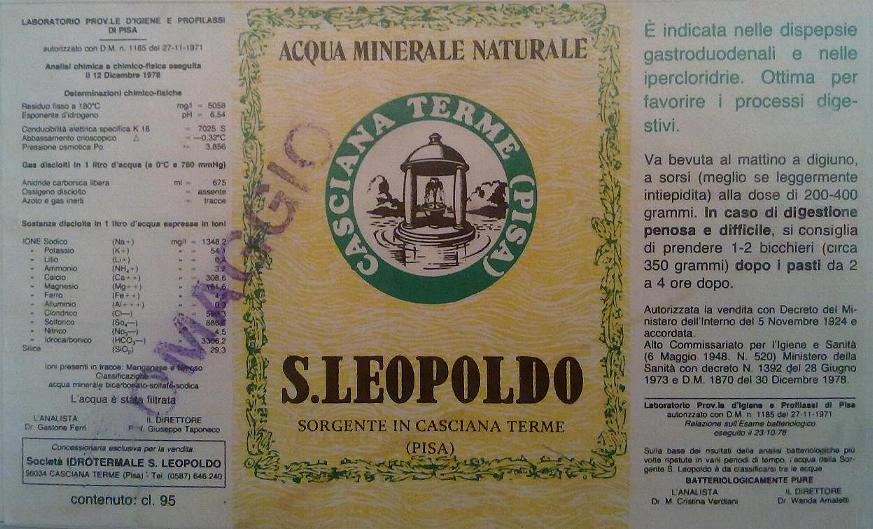 LABORATORIO PROV.LE D'IGIENE E PROFILASSI
DI PISA
autorizzato con D.M. n. 1185 del 27-11-1971
Analisi chimica e chimico-fisica eseguita
il 12 Dicembre 1978
Determinazioni chimico-fisiche
Residuo fisso a 180°C mg/l = 5058
Esponente d'idrogeno pH = 6,54
Conducibilità elettrica specifica K 18 = 7025 S
Abbassamento crioscopico Δ = —0,32°C
Pressione osmotica Po = 3,856
Gas disciolti in 1 litro d'acqua (a 0°C e 760 mmHg)
Anidride carbonica libera ml = 675
Ossigeno disciolto = assente
Azoto e gas inerti = tracce
Sostanze disciolte in 1 litro d'acqua espresse in ioni
IONE Sodico (Na+) mg/l = 1348,2
" Potassio (K+) "
" Litio (Li+) "
" Ammonio (NH₄+) "
" Calcio (Ca++) " 308,6
" Magnesio (Mg++) "
" Ferro (Fe++) "
" Alluminio (Al+++) "
" Cloridrico (Cl—) "
" Solforico (So₄—) "
" Nitrico (No₃—) " 4,5
" Idrocarbonico (HCO₃—) "
Silice (SiO₂) " 29,3
Ioni presenti in tracce: Manganese e
Classificazione
acqua minerale bicarbonato-solfato-sodica
L'acqua è stata filtrata
L'ANALISTA IL DIRETTORE
Dr. Gastone Ferri Giuseppe Taponeco
Concessionaria esclusiva per la vendita
Società IDROTERMALE S. LEOPOLDO
56034 CASCIANA TERME (Pisa) - Tel. (0587) 646.240
contenuto: cl. 95
ACQUA MINERALE NATURALE
CASCIANA TERME (PISA)
OMAGGIO
S.LEOPOLDO
SORGENTE IN CASCIANA TERME
(PISA)
È indicata nelle dispepsie
gastroduodenali e nelle
ipercloridrie. Ottima per
favorire i processi dige-
stivi.
Va bevuta al mattino a digiuno,
a sorsi (meglio se leggermente
intiepidita) alla dose di 200-400
grammi. In caso di digestione
penosa e difficile, si consiglia
di prendere 1-2 bicchieri (circa
350 grammi) dopo i pasti da 2
a 4 ore dopo.
Autorizzata la vendita con Decreto del Mi-
nistero dell'Interno del 5 Novembre 1924 e
accordata.
Alto Commissariato per l'Igiene e Sanità
(6 Maggio 1948. N. 520) Ministero della
Sanità con decreto N. 1392 del 28 Giugno
1973 e D.M. 1870 del 30 Dicembre 1978.
Laboratorio Prov.le d'Igiene e Profilassi di Pisa
autorizzato con D.M. n. 1185 del 27-11-1971
Relazione sull'Esame batteriologico
eseguito il 23.10.78
Sulla base dei risultati delle analisi batteriologiche più
volte ripetute in varii periodi di tempo, l'acqua della Sor-
gente S. Leopoldo è da classificarsi tra le acque
BATTERIOLOGICAMENTE PURE
L'ANALISTA IL DIRETTORE
Dr. M. Cristina Verdiani Dr. Wanda